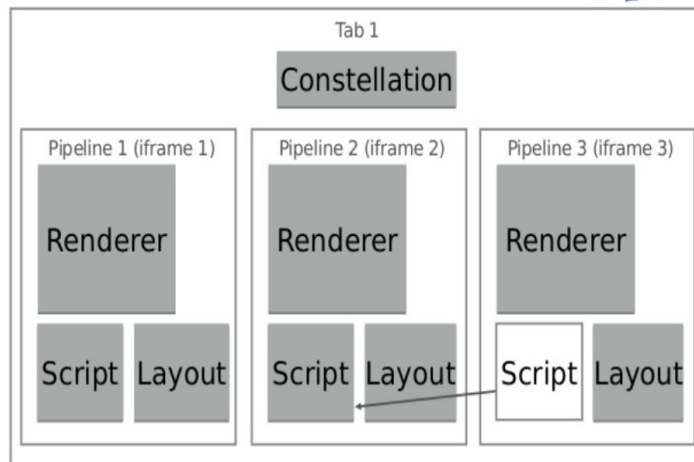 Tab 1
Constellation
Pipeline 1 (iframe 1)
Renderer
Script
Layout
Pipeline 2 (iframe 2)
Renderer
Script
Layout
Pipeline 3 (iframe 3)
Renderer
Script
Layout